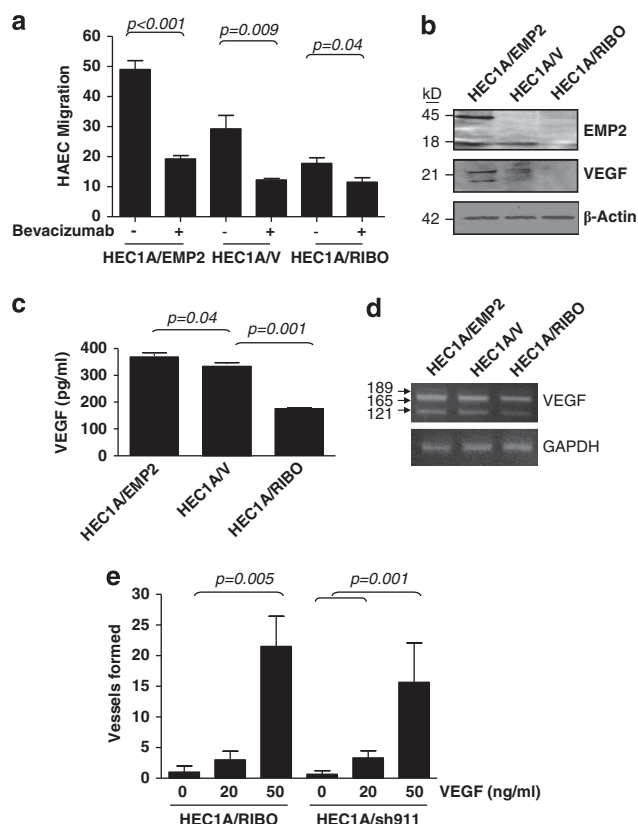 a
p<0.001
p=0.009
p=0.04
60
50
40
30
20
10
0
HAEC Migration
Bevacizumab - + - + - +
HEC1A/EMP2 HEC1A/V HEC1A/RIBO
b
HEC1A/EMP2
HEC1A/V
HEC1A/RIBO
kD
45
18
EMP2
21
VEGF
42
β-Actin
c
p=0.04
p=0.001
400
300
200
100
0
VEGF (pg/ml)
HEC1A/EMP2
HEC1A/V
HEC1A/RIBO
d
HEC1A/EMP2
HEC1A/V
HEC1A/RIBO
189
165
121
VEGF
GAPDH
e
p=0.005
p=0.001
30
25
20
15
10
5
0
Vessels formed
0 20 50 0 20 50 VEGF (ng/ml)
HEC1A/RIBO HEC1A/sh911